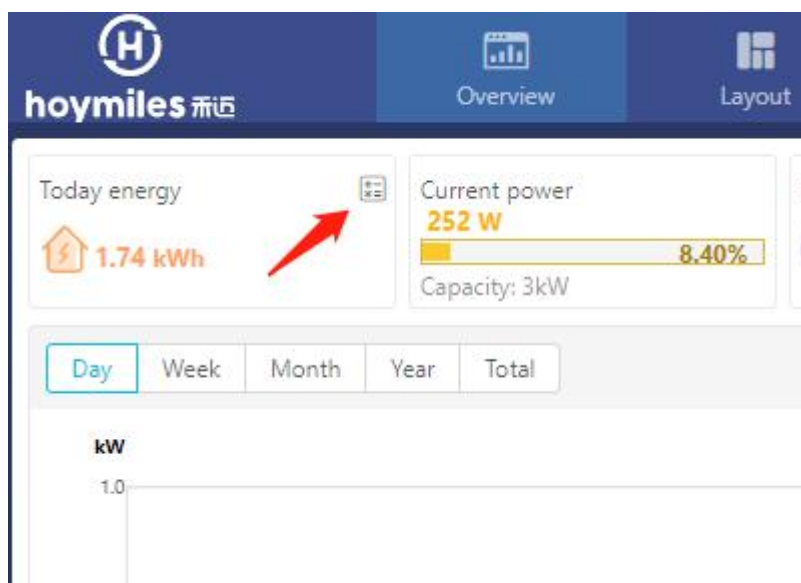 H
hoymiles 禾迈
Overview
Layout
Today energy
1.74 kWh
Current power
252 W
8.40%
Capacity: 3kW
Day
Week
Month
Year
Total
kW
1.0